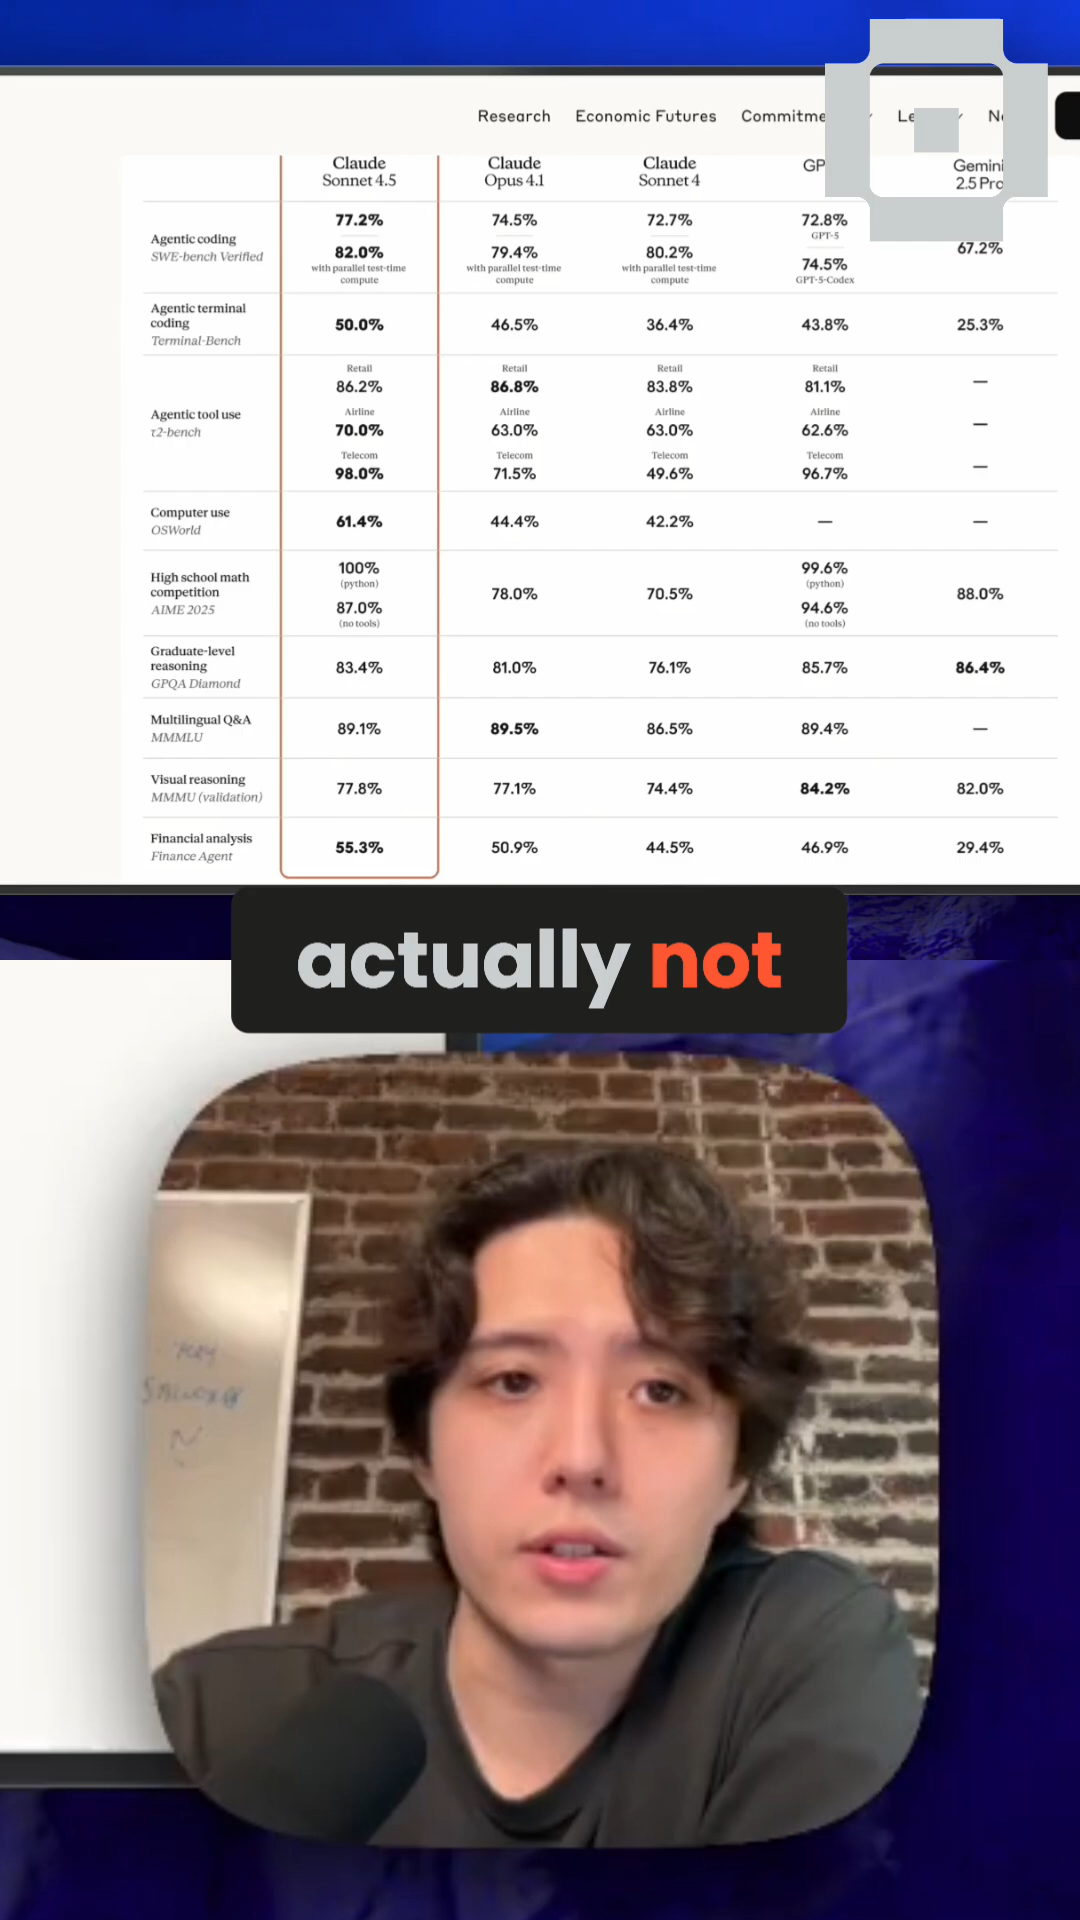 Research Economic Futures
Claude Sonnet 4.5
Claude Opus 4.1
Claude Sonnet 4
Gemini 2.5 Pro
Agentic coding
SWE-bench Verified
77.2%
82.0%
with parallel test-time compute
74.5%
79.4%
with parallel test-time compute
72.7%
80.2%
with parallel test-time compute
72.8%
GPT-5
74.5%
GPT-5-Codex
67.2%
Agentic terminal coding
Terminal-Bench
50.0% 46.5% 36.4% 43.8% 25.3%
Agentic tool use
τ2-bench
Retail Retail Retail Retail
86.2% 86.8% 83.8% 81.1% —
Airline Airline Airline Airline
70.0% 63.0% 63.0% 62.6% —
Telecom Telecom Telecom Telecom
98.0% 71.5% 49.6% 96.7% —
Computer use
OSWorld
61.4% 44.4% 42.2% — —
High school math competition
AIME 2025
100%
(python)
87.0%
(no tools)
78.0%
70.5%
99.6%
(python)
94.6%
(no tools)
88.0%
Graduate-level reasoning
GPQA Diamond
83.4% 81.0% 76.1% 85.7% 86.4%
Multilingual Q&A
MMMLU
89.1% 89.5% 86.5% 89.4% —
Visual reasoning
MMMU (validation)
77.8% 77.1% 74.4% 84.2% 82.0%
Financial analysis
Finance Agent
55.3% 50.9% 44.5% 46.9% 29.4%
actually not